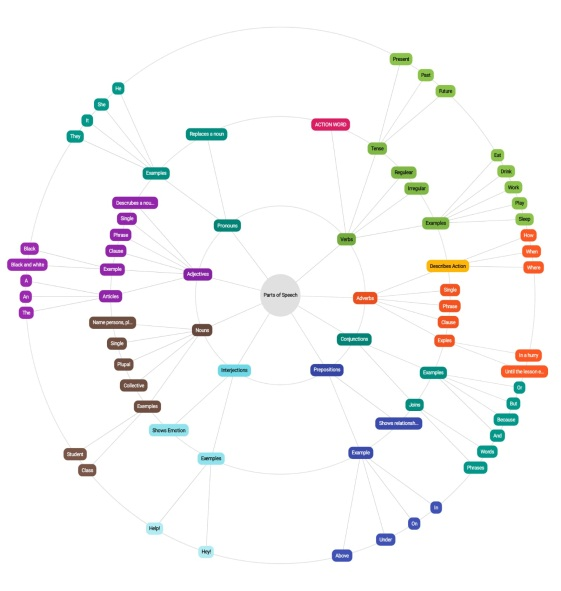 Present
Past
Future
He
She
It
They
Replaces a noun
ACTION WORD
Tense
Eat
Drink
Work
Play
Sleep
Examples
Regulear
Irregular
Describes a nou...
Single
Phrase
Clause
Pronouns
Examples
Verbs
Now
When
Where
Black
Black and white
A
An
The
Example
Articles
Adjectives
Describes Action
Parts of Speech
Adverbs
Single
Phrase
Clause
Exples
In a hurry
Until the lesson e...
Name persons, pl...
Single
Plupal
Collective
Exemples
Nouns
Interjections
Prepositions
Conjunctions
Examples
Or
But
Because
And
Words
Phrases
Joins
Shows Emotion
Shows relationsh...
Exemples
Example
Student
Class
In
On
Under
Above
Help!
Hey!